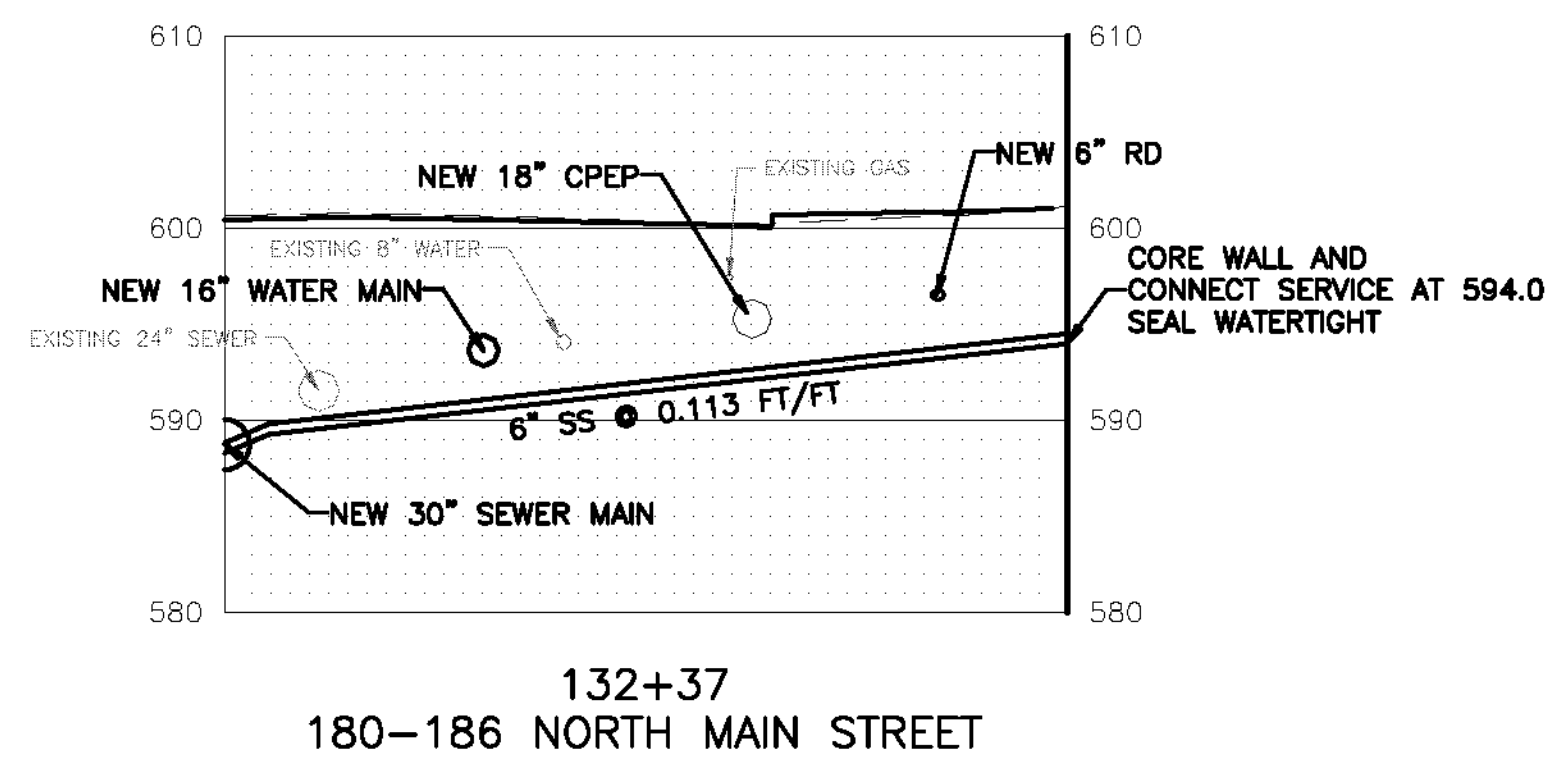 610
610
NEW 6" RD
EXISTING GAS
NEW 18" CPEP
600
600
EXISTING 8" WATER
CORE WALL AND
CONNECT SERVICE AT 594.0
SEAL WATERTIGHT
NEW 16" WATER MAIN
EXISTING 24" SEWER
590
590
6" SS @ 0.113 FT/FT
NEW 30" SEWER MAIN
580
580
132+37
180-186 NORTH MAIN STREET